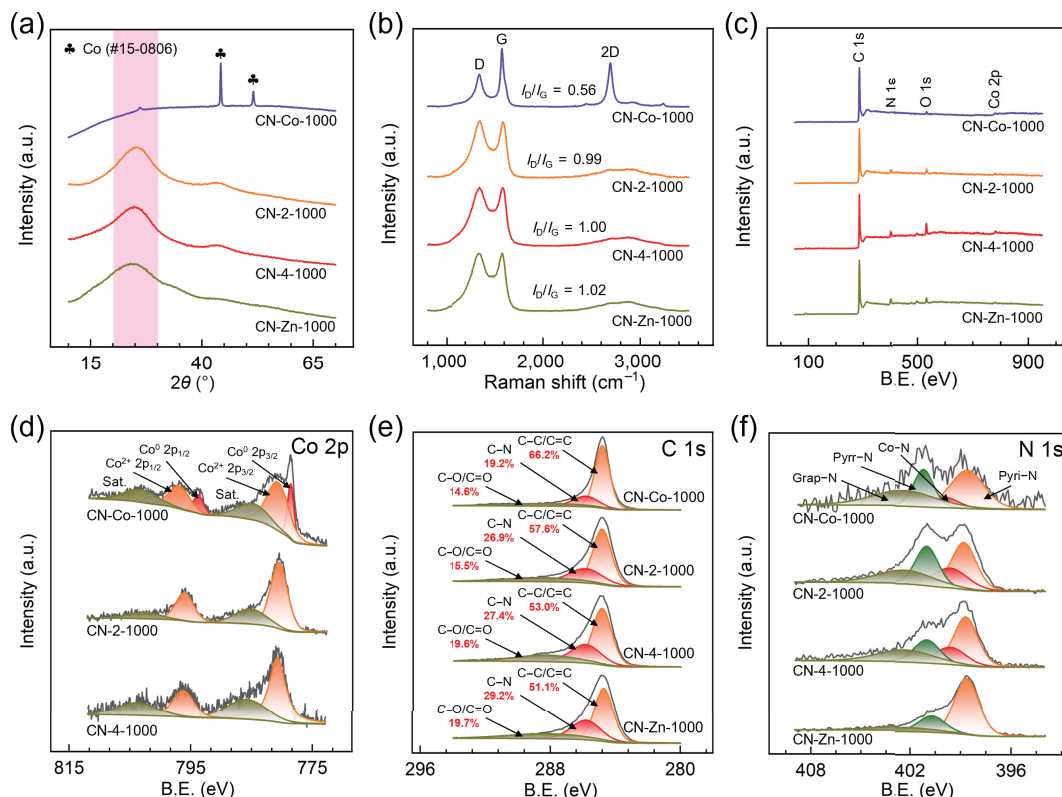 (a)
♣ Co (#15-0806)
♣
♣
CN-Co-1000
CN-2-1000
CN-4-1000
CN-Zn-1000
Intensity (a.u.)
15
40
65
2θ (°)
(b)
D
G
2D
I_D/I_G = 0.56
CN-Co-1000
I_D/I_G = 0.99
CN-2-1000
I_D/I_G = 1.00
CN-4-1000
I_D/I_G = 1.02
CN-Zn-1000
Intensity (a.u.)
1,000
2,000
3,000
Raman shift (cm⁻¹)
(c)
C 1s
N 1s
O 1s
Co 2p
CN-Co-1000
CN-2-1000
CN-4-1000
CN-Zn-1000
Intensity (a.u.)
100
500
900
B.E. (eV)
(d)
Co 2p
Co⁰ 2p₁/₂
Co⁰ 2p₃/₂
Co²⁺ 2p₁/₂
Co²⁺ 2p₃/₂
Sat.
Sat.
CN-Co-1000
CN-2-1000
CN-4-1000
Intensity (a.u.)
815
795
775
B.E. (eV)
(e)
C 1s
C–C/C=C
66.2%
C–N
19.2%
C–O/C=O
14.6%
CN-Co-1000
C–C/C=C
57.6%
C–N
26.9%
C–O/C=O
15.5%
CN-2-1000
C–C/C=C
53.0%
C–N
27.4%
C–O/C=O
19.6%
CN-4-1000
C–C/C=C
51.1%
C–N
29.2%
C–O/C=O
19.7%
CN-Zn-1000
Intensity (a.u.)
296
288
280
B.E. (eV)
(f)
N 1s
Co–N
Pyrr–N
Grap–N
Pyri–N
CN-Co-1000
CN-2-1000
CN-4-1000
CN-Zn-1000
Intensity (a.u.)
408
402
396
B.E. (eV)